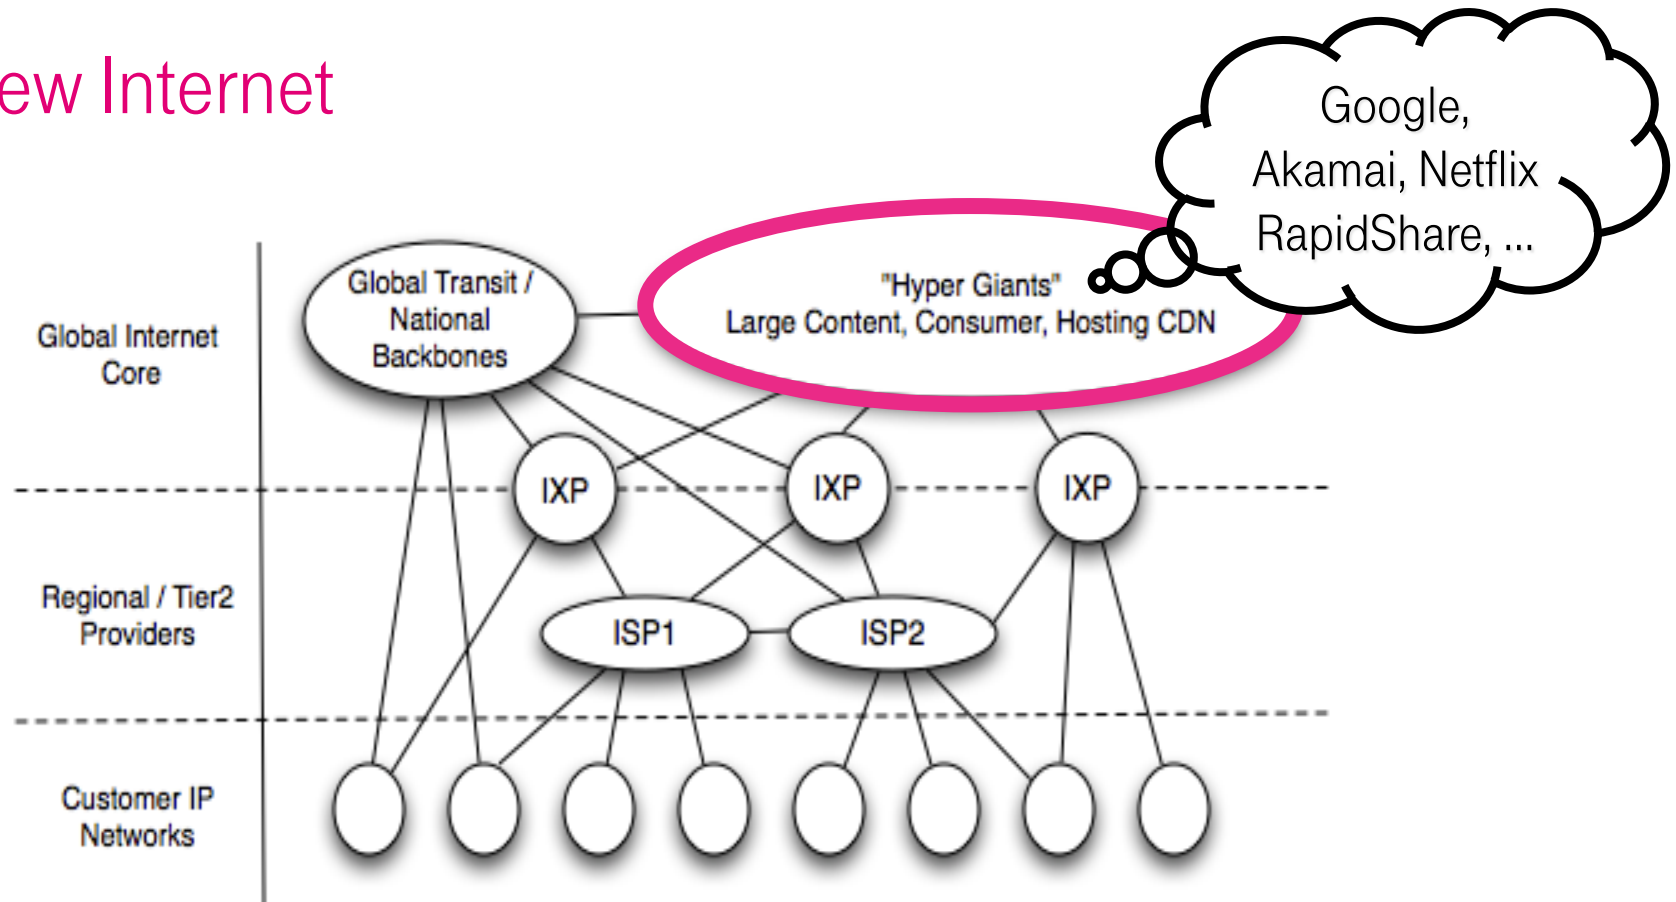 ew Internet
Google,
Akamai, Netflix
RapidShare, ...
Global Transit /
National
Backbones
"Hyper Giants"
Large Content, Consumer, Hosting CDN
Global Internet
Core
IXP
IXP
IXP
Regional / Tier2
Providers
ISP1
ISP2
Customer IP
Networks